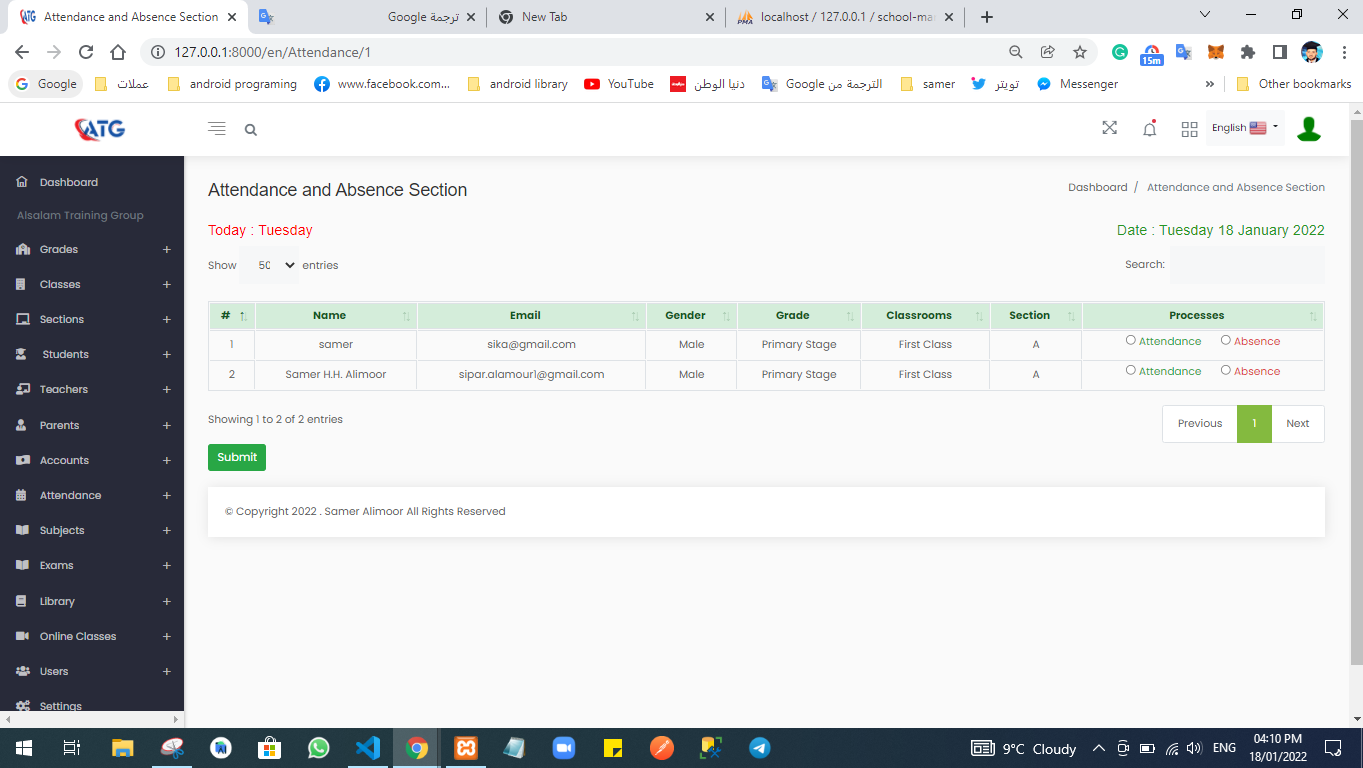 Attendance and Absence Section
ترجمة Google
New Tab
localhost / 127.0.0.1 / school-ma
127.0.0.1:8000/en/Attendance/1
15m
Google
عملات
android programing
www.facebook.com...
android library
YouTube
دنيا الوطن
الترجمة من Google
samer
تويتر
Messenger
»
Other bookmarks
ATG
English
Dashboard
Alsalam Training Group
Grades +
Classes +
Sections +
Students +
Teachers +
Parents +
Accounts +
Attendance +
Subjects +
Exams +
Library +
Online Classes +
Users +
Settings
Attendance and Absence Section
Dashboard / Attendance and Absence Section
Today : Tuesday
Date : Tuesday 18 January 2022
Show 50 entries
Search:
# Name Email Gender Grade Classrooms Section Processes
1 samer sika@gmail.com Male Primary Stage First Class A Attendance Absence
2 Samer H.H. Alimoor sipar.alamour1@gmail.com Male Primary Stage First Class A Attendance Absence
Showing 1 to 2 of 2 entries
Previous 1 Next
Submit
© Copyright 2022 . Samer Alimoor All Rights Reserved
9°C Cloudy
ENG
04:10 PM
18/01/2022